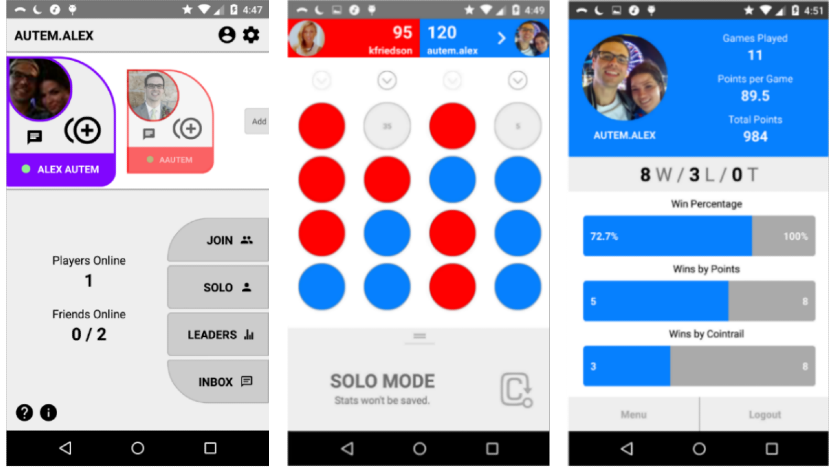 4:47
AUTEM.ALEX
Add
ALEX AUTEM
AAUTEM
Players Online
1
Friends Online
0 / 2
JOIN
SOLO
LEADERS
INBOX
4:49
95
kfriedson
120
autem.alex
35
5
SOLO MODE
Stats won't be saved.
4:51
AUTEM.ALEX
Games Played
11
Points per Game
89.5
Total Points
984
8 W / 3 L / 0 T
Win Percentage
72.7% 100%
Wins by Points
5 8
Wins by Cointrail
3 8
Menu Logout